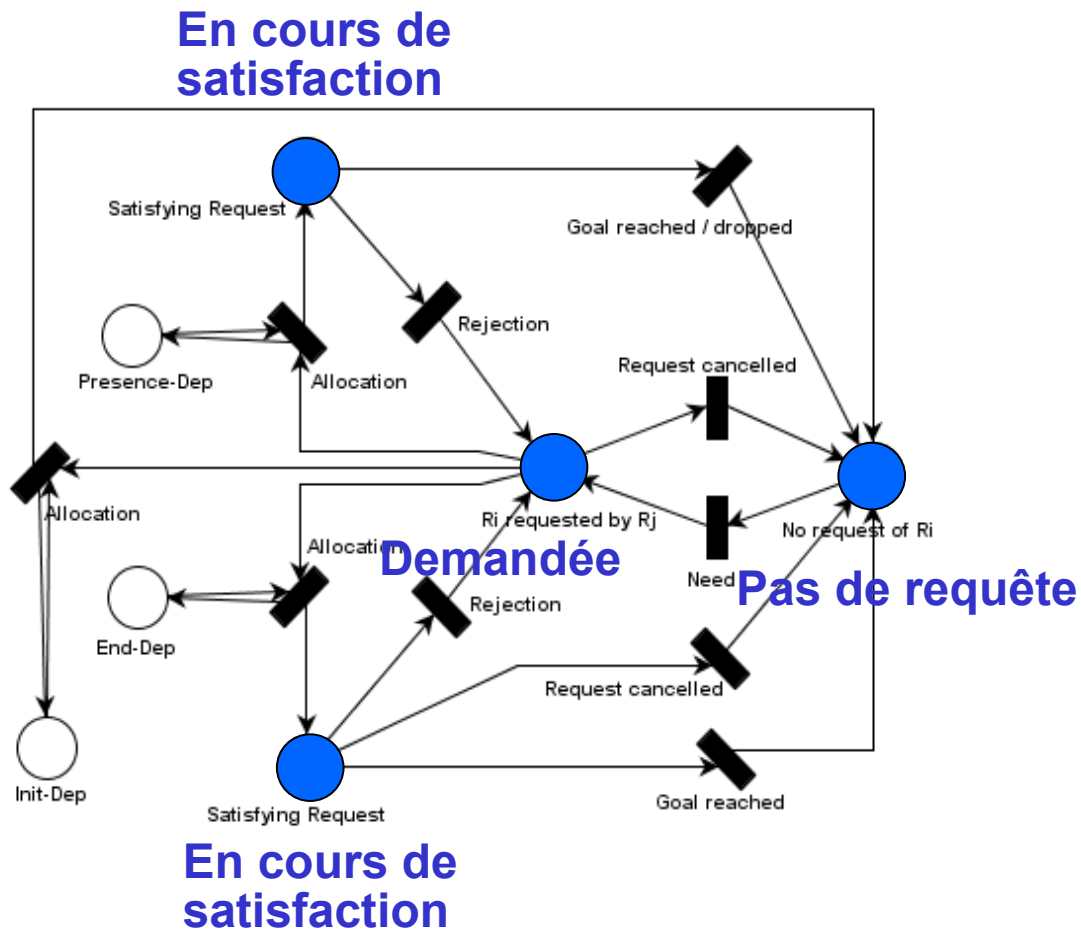 En cours de
satisfaction
Satisfying Request
Goal reached / dropped
Rejection
Request cancelled
Presence-Dep
Allocation
Allocation
Ri requested by Rj
No request of Ri
Allocation
Demandée
Need
Pas de requête
Rejection
End-Dep
Request cancelled
Init-Dep
Goal reached
Satisfying Request
En cours de
satisfaction